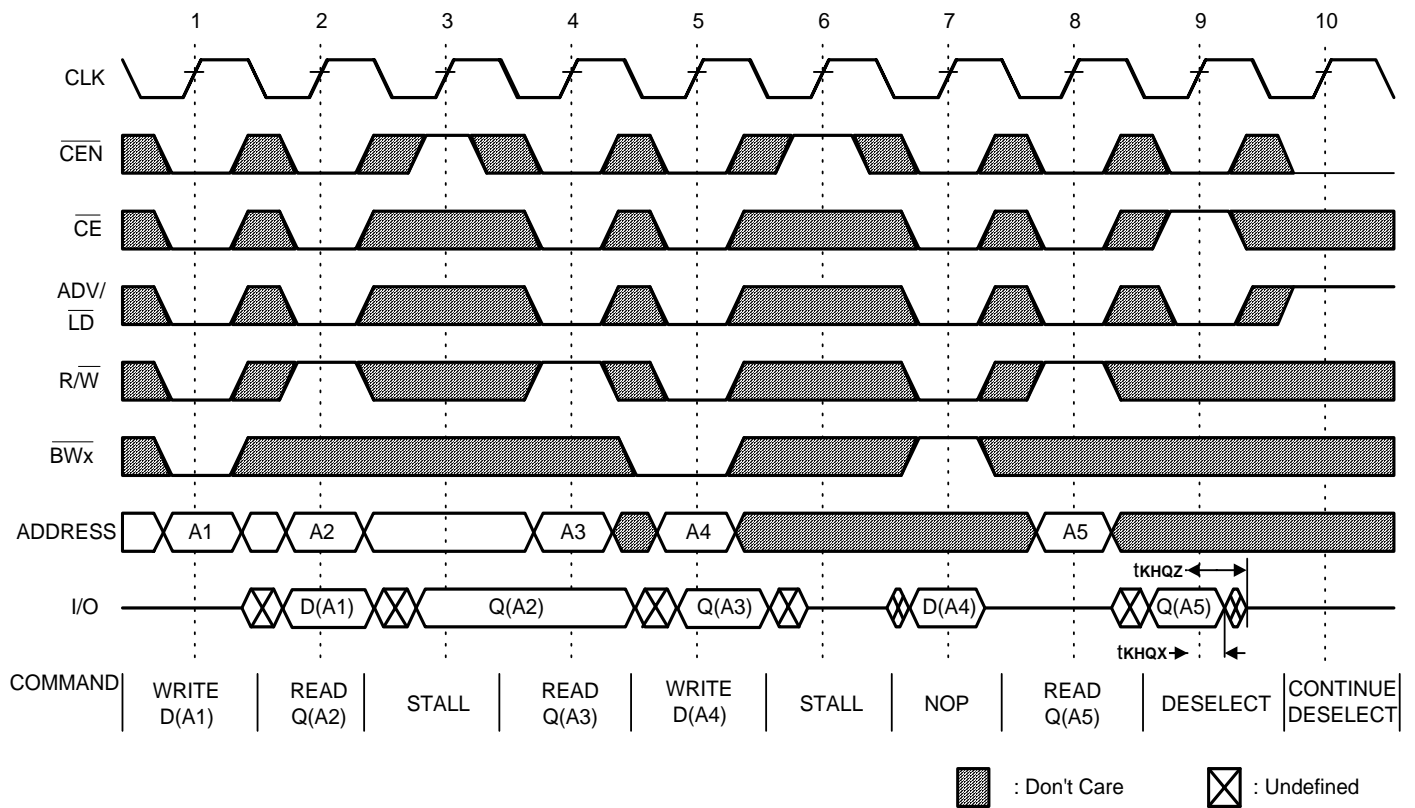 1 2 3 4 5 6 7 8 9 10
CLK
CEN
CE
ADV/
LD
R/W
BWx
ADDRESS A1 A2 A3 A4 A5
tKHQZ
I/O D(A1) Q(A2) Q(A3) D(A4) Q(A5)
tKHQX
COMMAND WRITE D(A1) READ Q(A2) STALL READ Q(A3) WRITE D(A4) STALL NOP READ Q(A5) DESELECT CONTINUE DESELECT
: Don't Care : Undefined